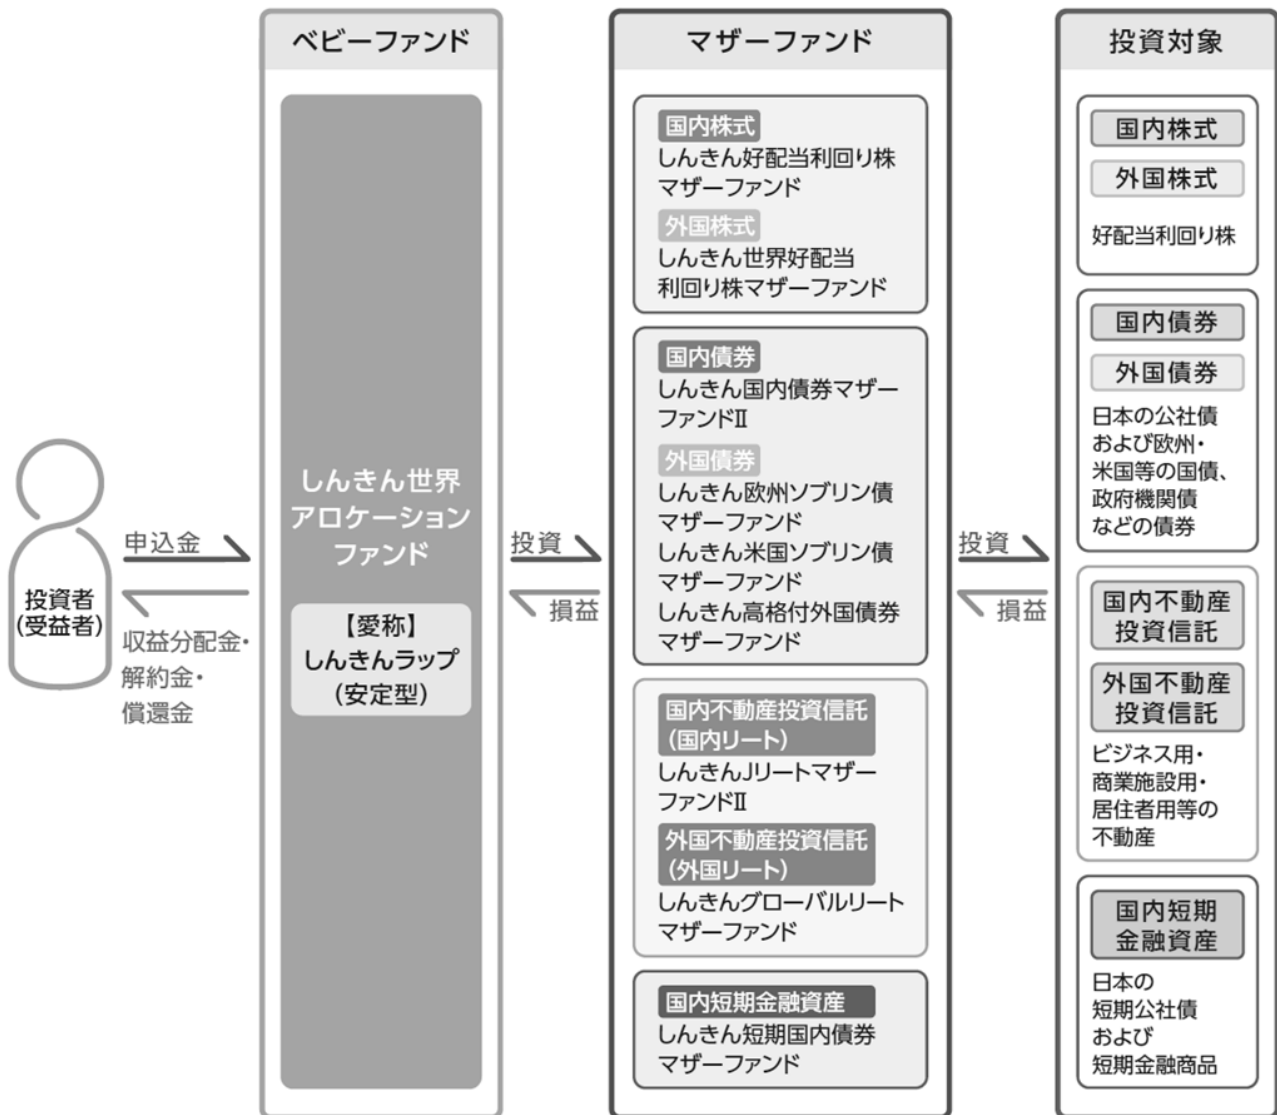 ベビーファンド
マザーファンド
投資対象
投資者
(受益者)
申込金
収益分配金・
解約金・
償還金
しんきん世界
アロケーション
ファンド
【愛称】
しんきんラップ
(安定型)
投資
損益
国内株式
しんきん好配当利回り株
マザーファンド
外国株式
しんきん世界好配当
利回り株マザーファンド
国内債券
しんきん国内債券マザー
ファンドⅡ
外国債券
しんきん欧州ソブリン債
マザーファンド
しんきん米国ソブリン債
マザーファンド
しんきん高格付外国債券
マザーファンド
国内不動産投資信託
(国内リート)
しんきんJリートマザー
ファンドⅡ
外国不動産投資信託
(外国リート)
しんきんグローバルリート
マザーファンド
国内短期金融資産
しんきん短期国内債券
マザーファンド
投資
損益
国内株式
外国株式
好配当利回り株
国内債券
外国債券
日本の公社債
および欧州・
米国等の国債、
政府機関債
などの債券
国内不動産
投資信託
外国不動産
投資信託
ビジネス用・
商業施設用・
居住者用等の
不動産
国内短期
金融資産
日本の
短期公社債
および
短期金融商品